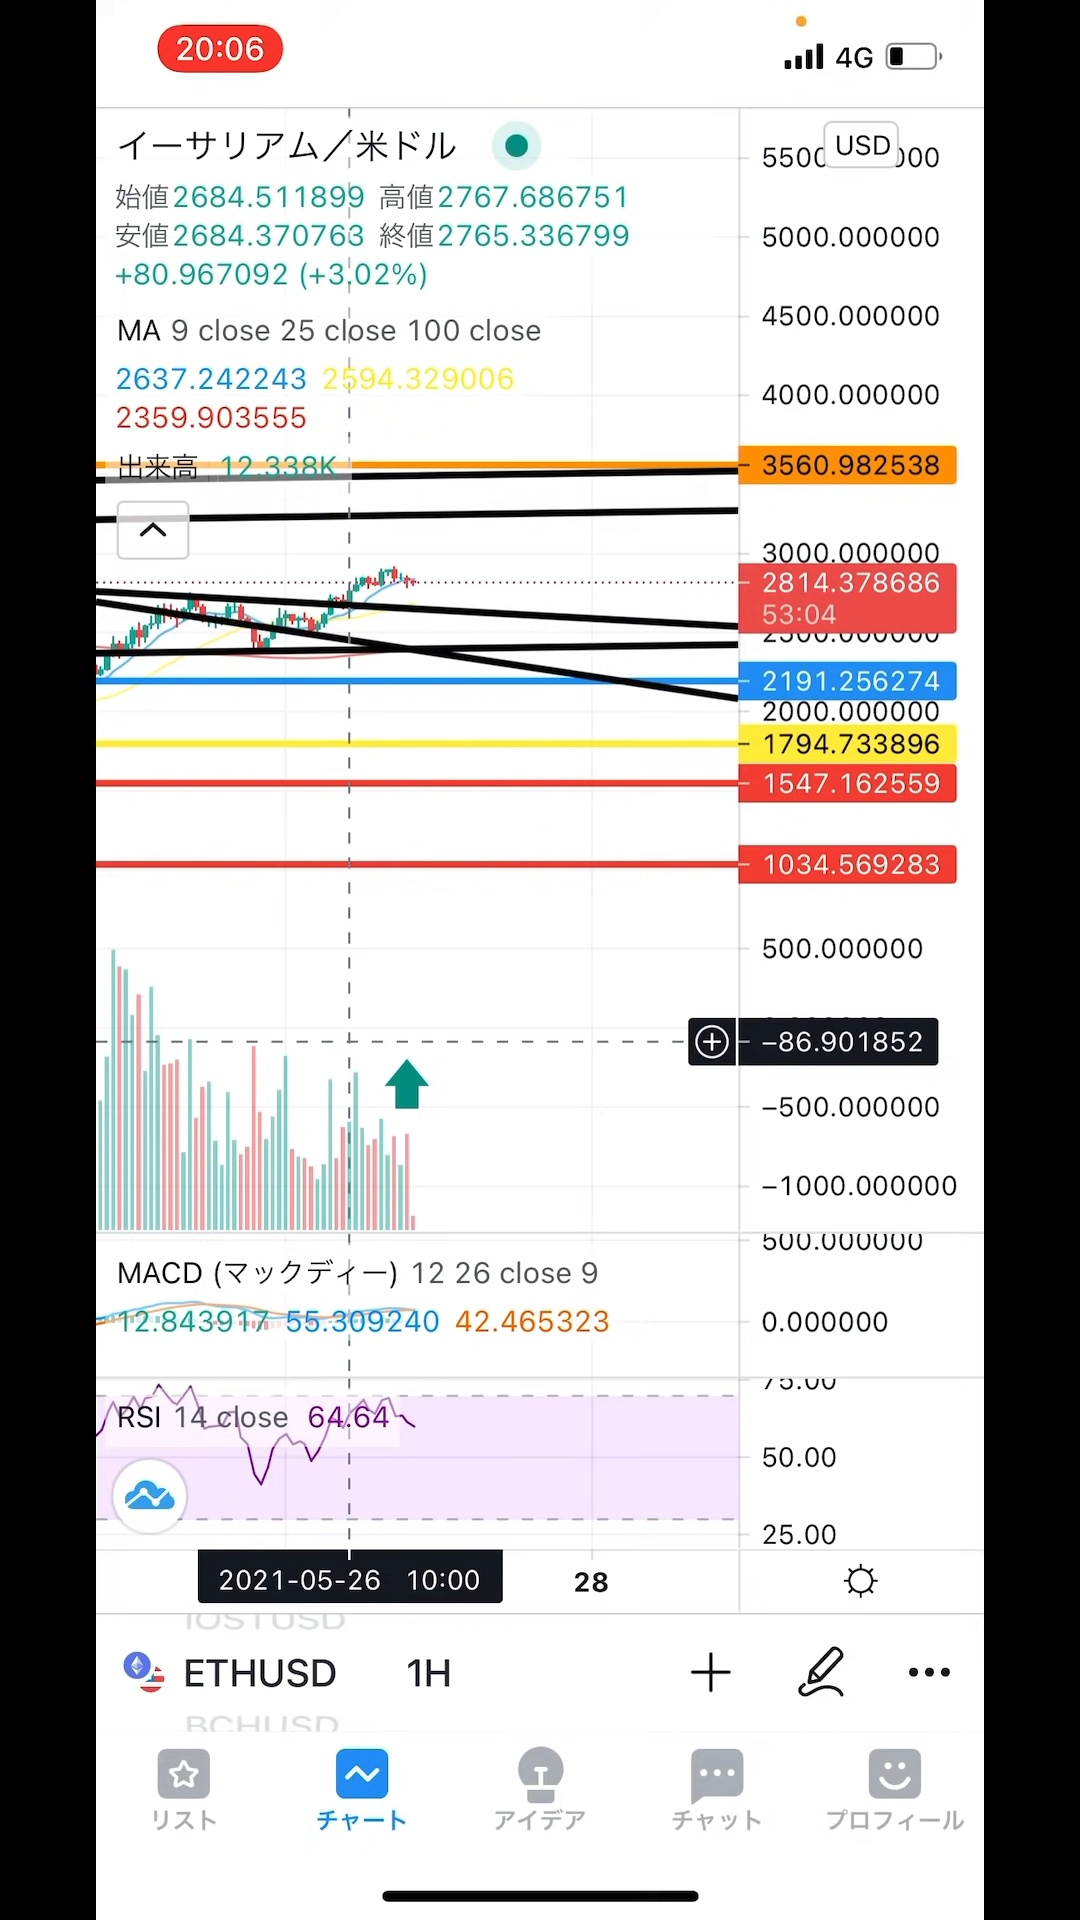 20:06
4G
イーサリアム／米ドル
USD
始値2684.511899 高値2767.686751
安値2684.370763 終値2765.336799
+80.967092 (+3.02%)
MA 9 close 25 close 100 close
2637.242243 2594.329006
2359.903555
出来高 12.338K
5000.000000
4500.000000
4000.000000
3560.982538
3000.000000
2814.378686
53:04
2500.000000
2191.256274
2000.000000
1794.733896
1547.162559
1034.569283
500.000000
−86.901852
−500.000000
−1000.000000
500.000000
MACD (マックディー) 12 26 close 9
12.843917 55.309240 42.465323
0.000000
75.00
RSI 14 close 64.64
50.00
25.00
2021-05-26 10:00
28
IOSTUSD
ETHUSD 1H
BCHUSD
リスト
チャート
アイデア
チャット
プロフィール